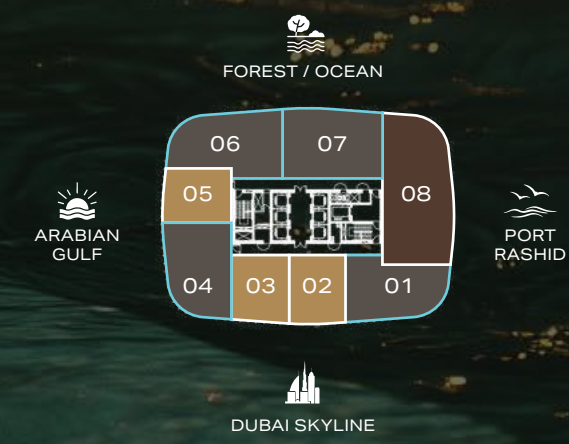 FOREST / OCEAN
06
07
05
08
ARABIAN
GULF
PORT
RASHID
04
03
02
01
DUBAI SKYLINE